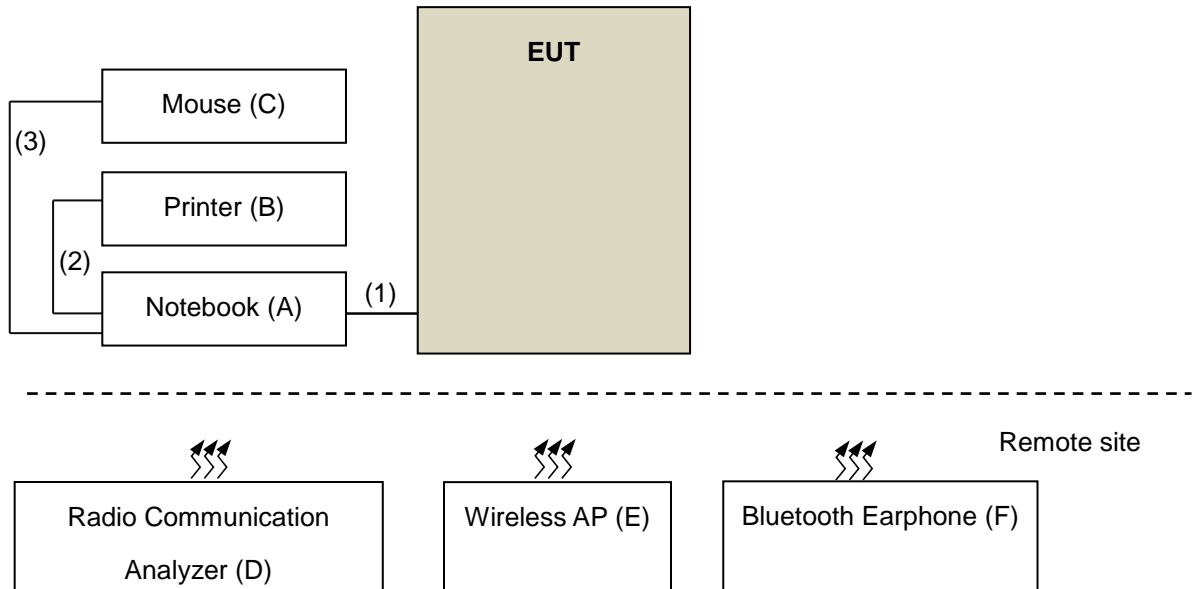 EUT
Mouse (C)
(3)
Printer (B)
(2)
Notebook (A)
(1)
Remote site
Radio Communication
Analyzer (D)
Wireless AP (E)
Bluetooth Earphone (F)